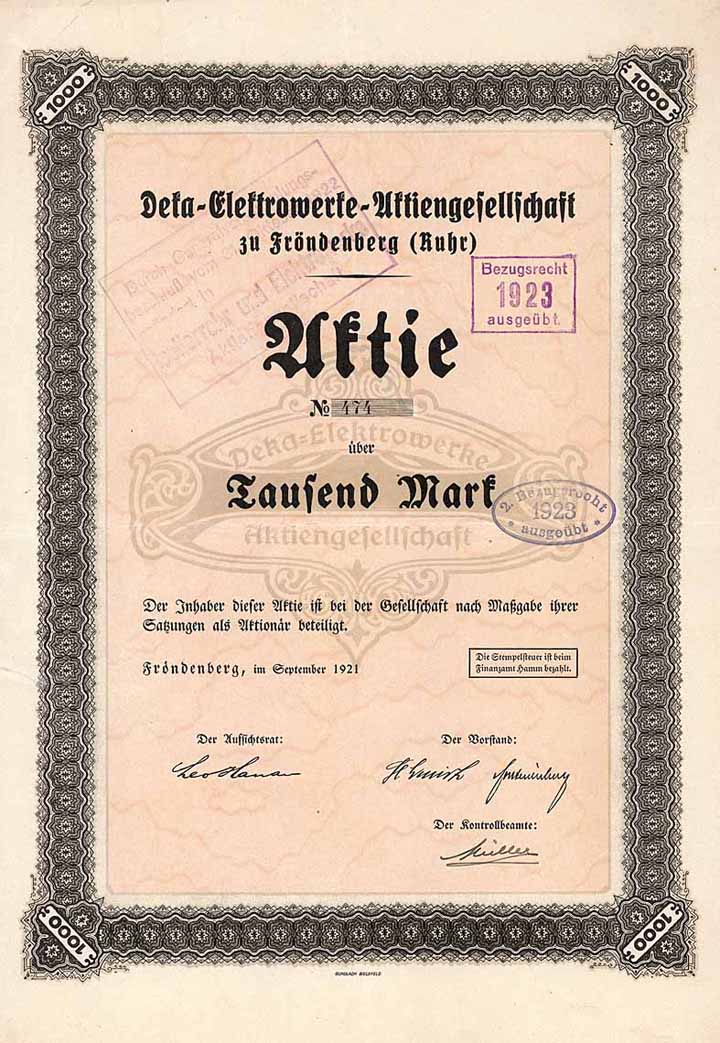 1000
1000
Deka-Elektrowerke-Aktiengesellschaft
zu Fröndenberg (Ruhr)
Bezugsrecht
1923
ausgeübt.
Aktie
No 474
Deka=Elektrowerke
über
Tausend Mark
2. Bezugsrecht
1923
ausgeübt
Aktiengesellschaft
Der Inhaber dieser Aktie ist bei der Gesellschaft nach Maßgabe ihrer
Satzungen als Aktionär beteiligt.
Fröndenberg, im September 1921
Die Stempelsteuer ist beim
Finanzamt Hamm bezahlt.
Der Aufsichtsrat:
Der Vorstand:
Der Kontrollbeamte:
Müller
1000
1000
GUNDLACH BIELEFELD